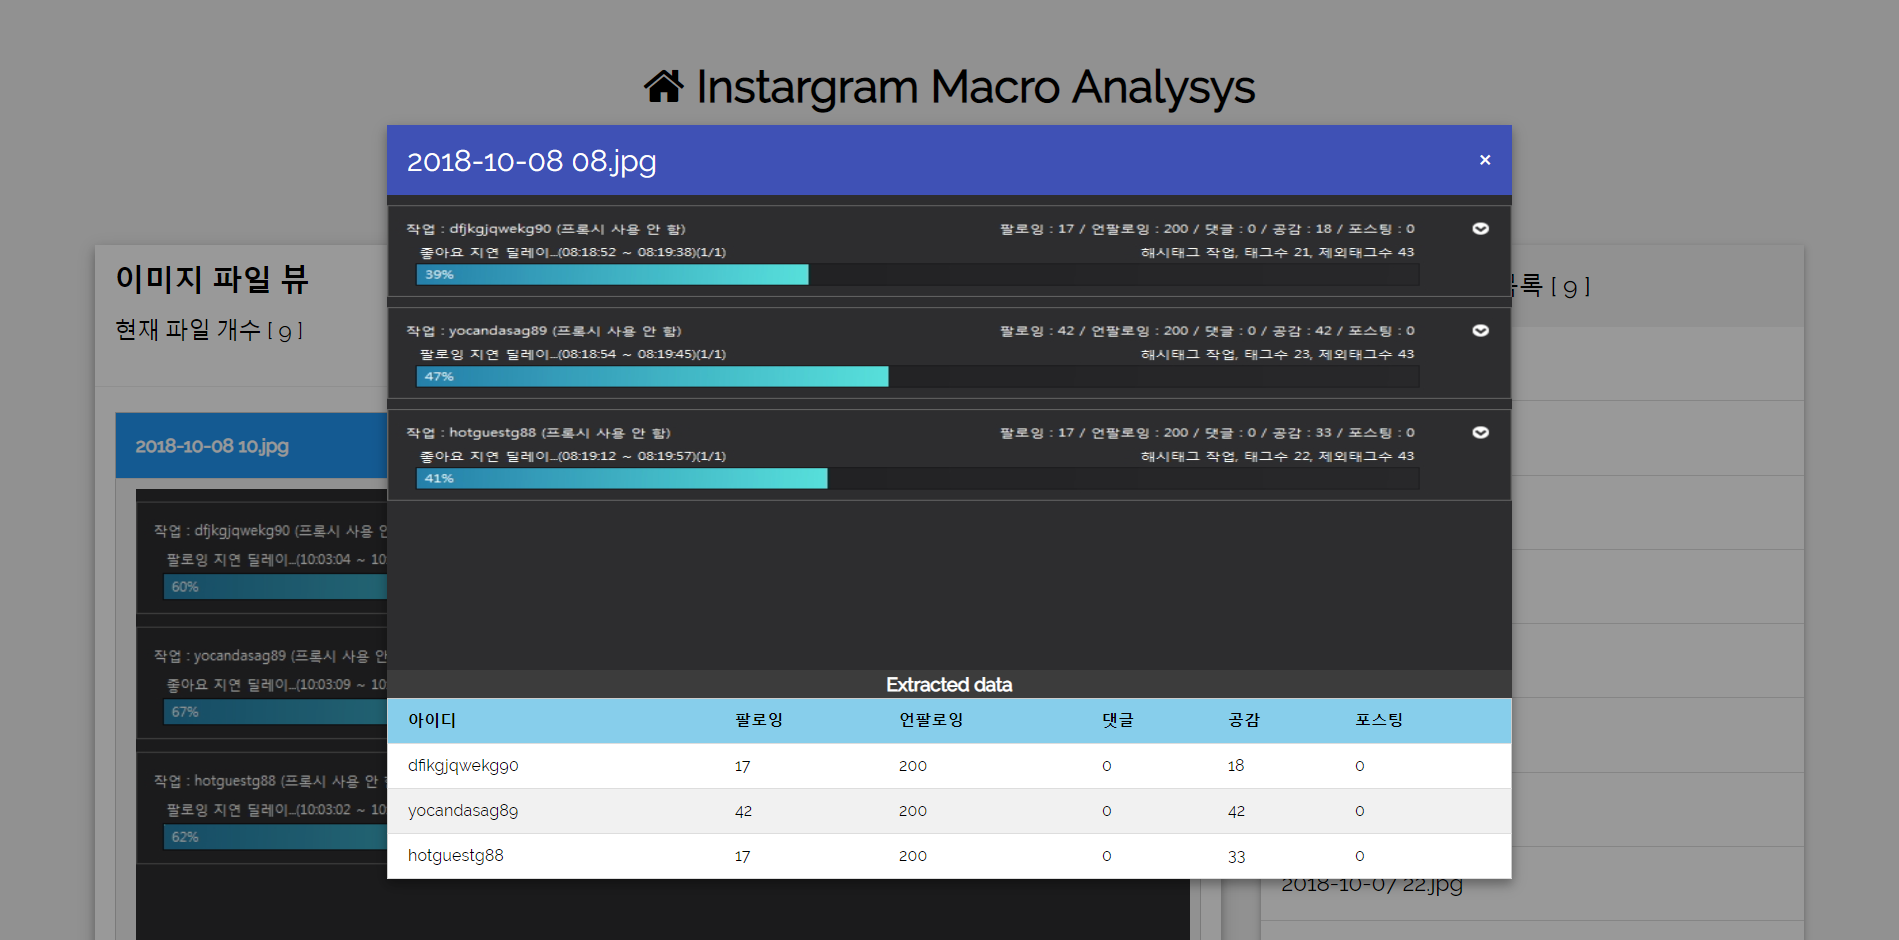 Instargram Macro Analysys
2018-10-08 08.jpg
×
작업 : dfjkgjqwekg90 (프록시 사용 안 함)
팔로잉 : 17 / 언팔로잉 : 200 / 댓글 : 0 / 공감 : 18 / 포스팅 : 0
좋아요 지연 딜레이...(08:18:52 ~ 08:19:38)(1/1)
해시태그 작업, 태그수 21, 제외태그수 43
39%
작업 : yocandasag89 (프록시 사용 안 함)
팔로잉 : 42 / 언팔로잉 : 200 / 댓글 : 0 / 공감 : 42 / 포스팅 : 0
팔로잉 지연 딜레이...(08:18:54 ~ 08:19:45)(1/1)
해시태그 작업, 태그수 23, 제외태그수 43
47%
작업 : hotguestg88 (프록시 사용 안 함)
팔로잉 : 17 / 언팔로잉 : 200 / 댓글 : 0 / 공감 : 33 / 포스팅 : 0
좋아요 지연 딜레이...(08:19:12 ~ 08:19:57)(1/1)
해시태그 작업, 태그수 22, 제외태그수 43
41%
Extracted data
아이디 팔로잉 언팔로잉 댓글 공감 포스팅
dfikgjqwekg90 17 200 0 18 0
yocandasag89 42 200 0 42 0
hotguestg88 17 200 0 33 0
이미지 파일 뷰
현재 파일 개수 [ 9 ]
2018-10-08 10.jpg
작업 : dfjkgjqwekg90 (프록시 사용 안
팔로잉 지연 딜레이...(10:03:04 ~ 10:
60%
작업 : yocandasag89 (프록시 사용 안
좋아요 지연 딜레이...(10:03:09 ~ 10:
67%
작업 : hotguestg88 (프록시 사용 안
팔로잉 지연 딜레이...(10:03:02 ~ 10:
62%
록 [ 9 ]
2018-10-07 22.jpg